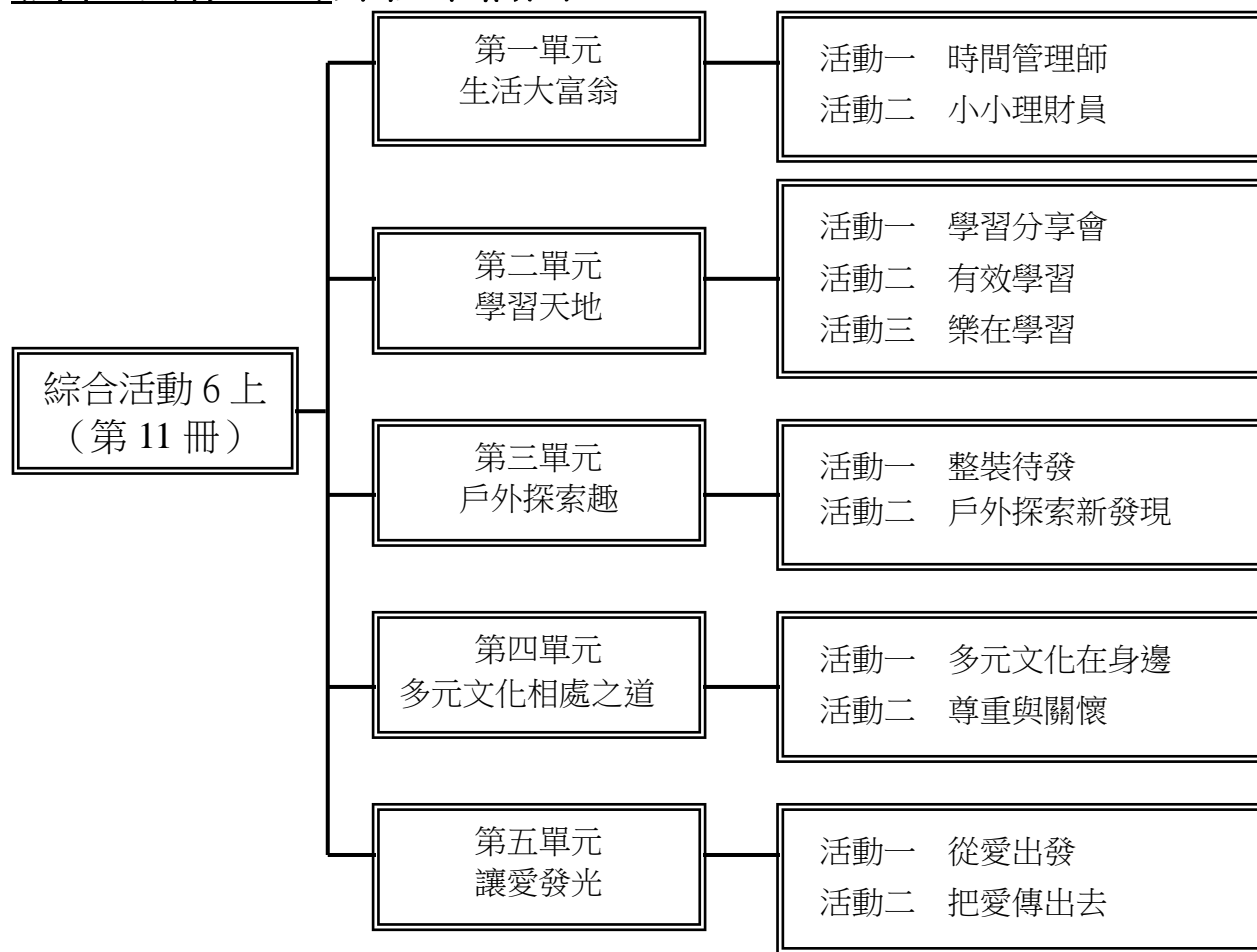 第一單元
生活大富翁
活動一 時間管理師
活動二 小小理財員
第二單元
學習天地
活動一 學習分享會
活動二 有效學習
活動三 樂在學習
綜合活動 6 上
（第 11 冊）
第三單元
戶外探索趣
活動一 整裝待發
活動二 戶外探索新發現
第四單元
多元文化相處之道
活動一 多元文化在身邊
活動二 尊重與關懷
第五單元
讓愛發光
活動一 從愛出發
活動二 把愛傳出去